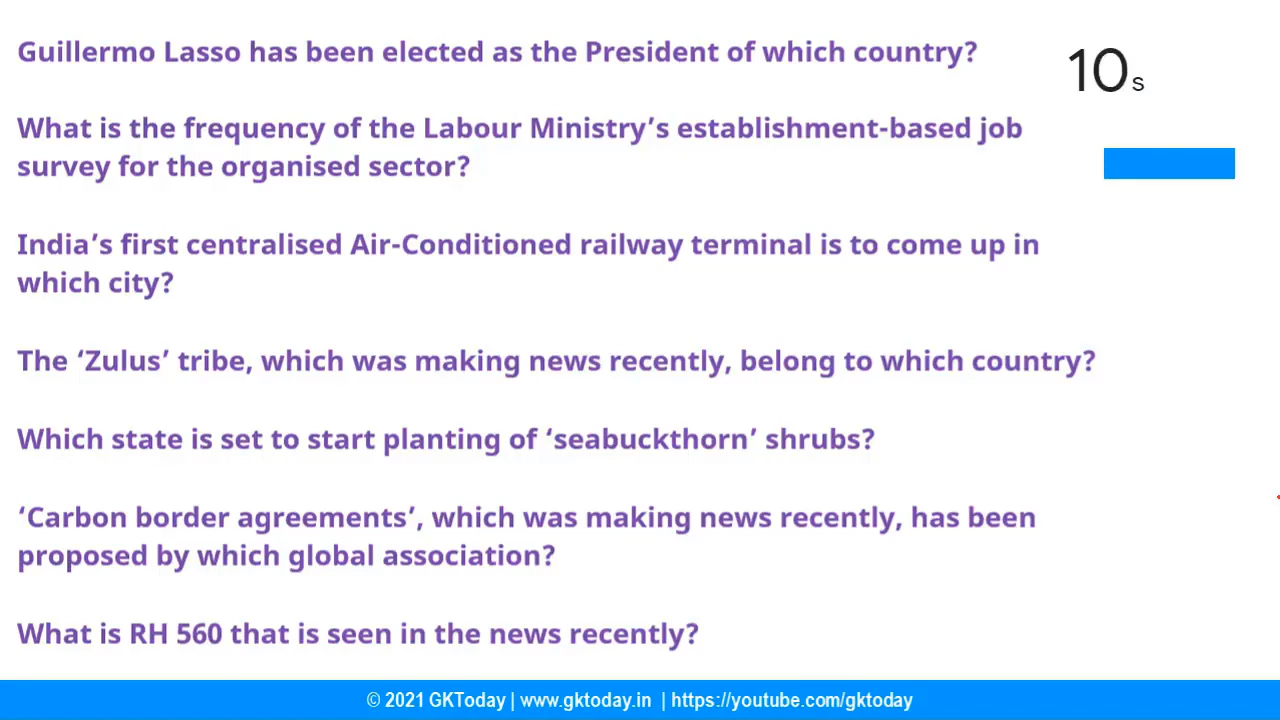 Guillermo Lasso has been elected as the President of which country?
10s
What is the frequency of the Labour Ministry’s establishment-based job
survey for the organised sector?
India’s first centralised Air-Conditioned railway terminal is to come up in
which city?
The ‘Zulus’ tribe, which was making news recently, belong to which country?
Which state is set to start planting of ‘seabuckthorn’ shrubs?
‘Carbon border agreements’, which was making news recently, has been
proposed by which global association?
What is RH 560 that is seen in the news recently?
© 2021 GKToday | www.gktoday.in | https://youtube.com/gktoday